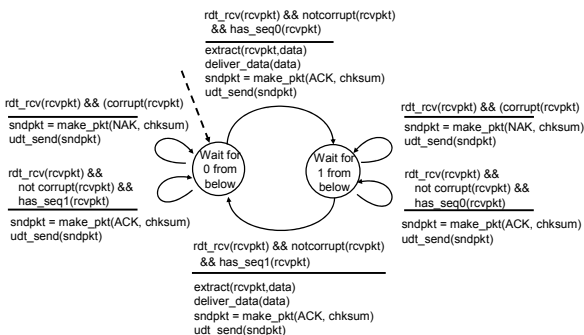 rdt_rcv(rcvpkt) && notcorrupt(rcvpkt)
&& has_seq0(rcvpkt)
extract(rcvpkt,data)
deliver_data(data)
sndpkt = make_pkt(ACK, chksum)
udt_send(sndpkt)
rdt_rcv(rcvpkt) && (corrupt(rcvpkt)
sndpkt = make_pkt(NAK, chksum)
udt_send(sndpkt)
rdt_rcv(rcvpkt) &&
not corrupt(rcvpkt) &&
has_seq1(rcvpkt)
sndpkt = make_pkt(ACK, chksum)
udt_send(sndpkt)
Wait for
0 from
below
Wait for
1 from
below
rdt_rcv(rcvpkt) && (corrupt(rcvpkt)
sndpkt = make_pkt(NAK, chksum)
udt_send(sndpkt)
rdt_rcv(rcvpkt) &&
not corrupt(rcvpkt) &&
has_seq0(rcvpkt)
sndpkt = make_pkt(ACK, chksum)
udt_send(sndpkt)
rdt_rcv(rcvpkt) && notcorrupt(rcvpkt)
&& has_seq1(rcvpkt)
extract(rcvpkt,data)
deliver_data(data)
sndpkt = make_pkt(ACK, chksum)
udt_send(sndpkt)